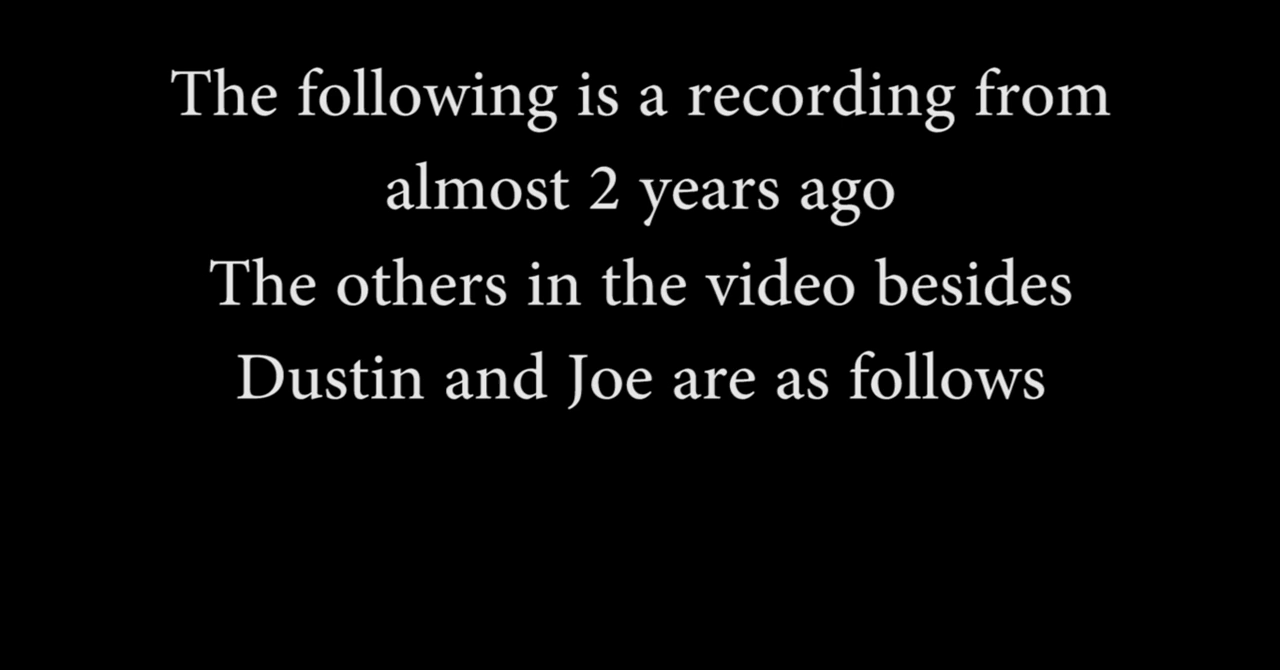 The following is a recording from
almost 2 years ago
The others in the video besides
Dustin and Joe are as follows